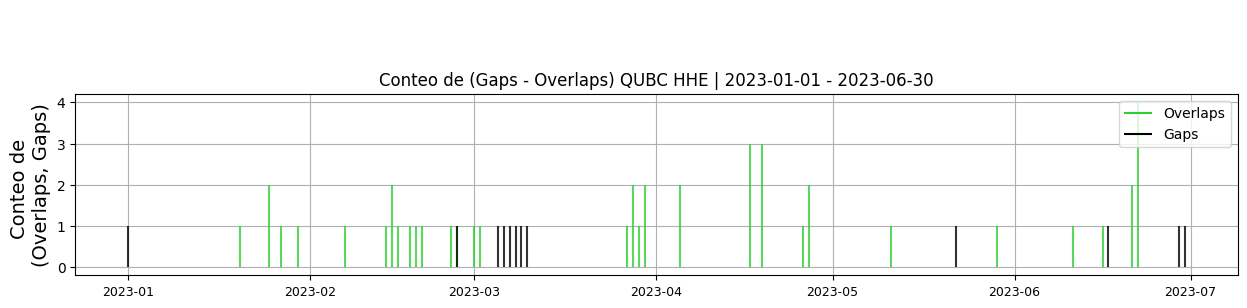 Conteo de (Gaps - Overlaps) QUBC HHE | 2023-01-01 - 2023-06-30
Conteo de
(Overlaps, Gaps)
4
3
2
1
0
Overlaps
Gaps
2023-01
2023-02
2023-03
2023-04
2023-05
2023-06
2023-07